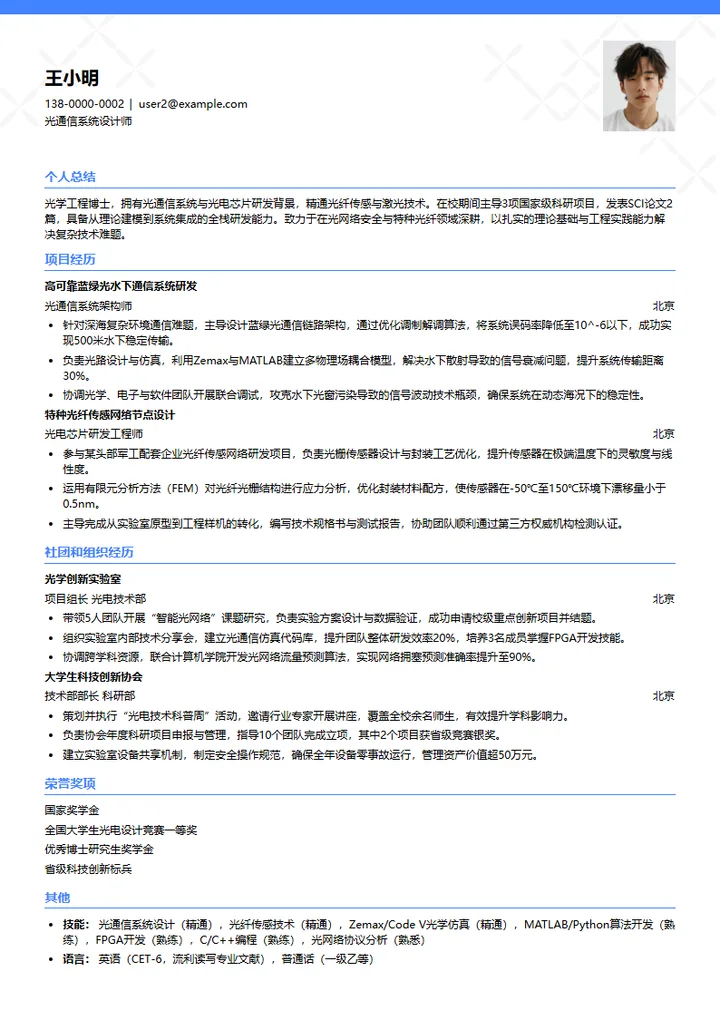 王小明
138-0000-0002 | user2@example.com
光通信系统设计师
个人总结
光学工程博士，拥有光通信系统与光电芯片研发背景，精通光纤传感与激光技术。在校期间主导3项国家级科研项目，发表SCI论文2
篇，具备从理论建模到系统集成的全栈研发能力。致力于在光网络安全与特种光纤领域深耕，以扎实的理论基础与工程实践能力解
决复杂技术难题。
项目经历
高可靠蓝绿光水下通信系统研发
光通信系统架构师 北京
• 针对深海复杂环境通信难题，主导设计蓝绿光通信链路架构，通过优化调制解调算法，将系统误码率降低至10^-6以下，成功实
现500米水下稳定传输。
• 负责光路设计与仿真，利用Zemax与MATLAB建立多物理场耦合模型，解决水下散射导致的信号衰减问题，提升系统传输距离
30%。
• 协调光学、电子与软件团队开展联合调试，攻克水下光窗污染导致的信号波动技术瓶颈，确保系统在动态海况下的稳定性。
特种光纤传感网络节点设计
光电芯片研发工程师 北京
• 参与某头部军工配套企业光纤传感网络研发项目，负责光栅传感器设计与封装工艺优化，提升传感器在极端温度下的灵敏度与线
性度。
• 运用有限元分析方法（FEM）对光纤光栅结构进行应力分析，优化封装材料配方，使传感器在-50℃至150℃环境下漂移量小于
0.5nm。
• 主导完成从实验室原型到工程样机的转化，编写技术规格书与测试报告，协助团队顺利通过第三方权威机构检测认证。
社团和组织经历
光学创新实验室
项目组长 光电技术部 北京
• 带领5人团队开展“智能光网络”课题研究，负责实验方案设计与数据验证，成功申请校级重点创新项目并结题。
• 组织实验室内部技术分享会，建立光通信仿真代码库，提升团队整体研发效率20%，培养3名成员掌握FPGA开发技能。
• 协调跨学科资源，联合计算机学院开发光网络流量预测算法，实现网络拥塞预测准确率提升至90%。
大学生科技创新协会
技术部部长 科研部 北京
• 策划并执行“光电技术科普周”活动，邀请行业专家开展讲座，覆盖全校余名师生，有效提升学科影响力。
• 负责协会年度科研项目申报与管理，指导10个团队完成立项，其中2个项目获省级竞赛银奖。
• 建立实验室设备共享机制，制定安全操作规范，确保全年设备零事故运行，管理资产价值超50万元。
荣誉奖项
国家奖学金
全国大学生光电设计竞赛一等奖
优秀博士研究生奖学金
省级科技创新标兵
其他
• 技能： 光通信系统设计（精通），光纤传感技术（精通），Zemax/Code V光学仿真（精通），MATLAB/Python算法开发（熟
练），FPGA开发（熟练），C/C++编程（熟练），光网络协议分析（熟悉）
• 语言： 英语（CET-6，流利读写专业文献），普通话（一级乙等）